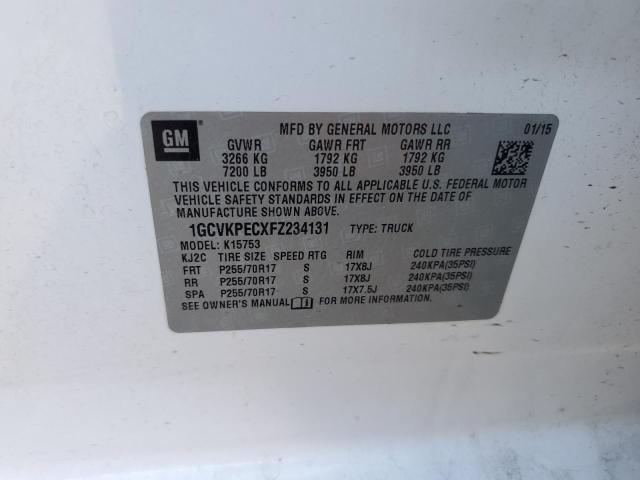 GM
MFD BY GENERAL MOTORS LLC 01/15
GVWR GAWR FRT GAWR RR
3266 KG 1792 KG 1792 KG
7200 LB 3950 LB 3950 LB
THIS VEHICLE CONFORMS TO ALL APPLICABLE U.S. FEDERAL MOTOR
VEHICLE SAFETY STANDARDS IN EFFECT ON THE DATE OF
MANUFACTURE SHOWN ABOVE.
1GCVKPECXFZ234131 TYPE: TRUCK
MODEL: K15753
KJ2C TIRE SIZE SPEED RTG RIM COLD TIRE PRESSURE
FRT P255/70R17 S 17X8J 240KPA(35PSI)
RR P255/70R17 S 17X8J 240KPA(35PSI)
SPA P255/70R17 S 17X7.5J 240KPA(35PSI)
SEE OWNER'S MANUAL FOR MORE INFORMATION.